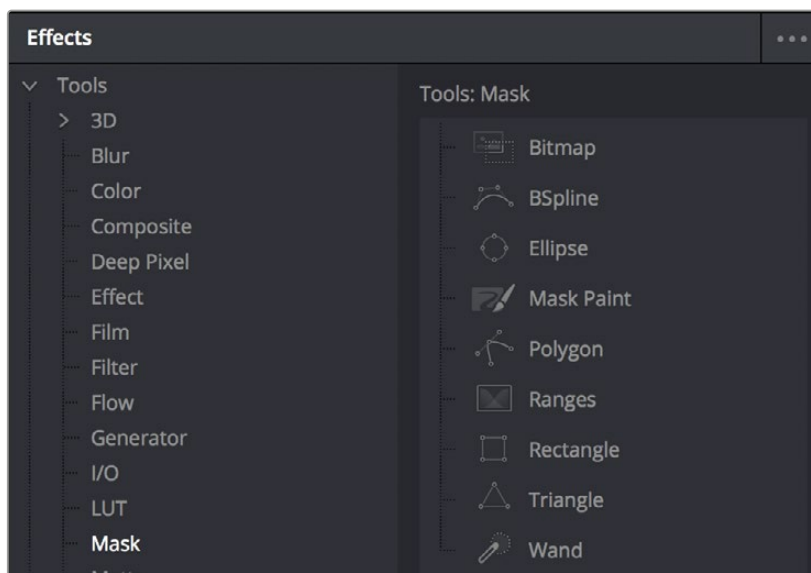 Effects
Tools
3D
Blur
Color
Composite
Deep Pixel
Effect
Film
Filter
Flow
Generator
I/O
LUT
Mask
Tools: Mask
Bitmap
BSpline
Ellipse
Mask Paint
Polygon
Ranges
Rectangle
Triangle
Wand